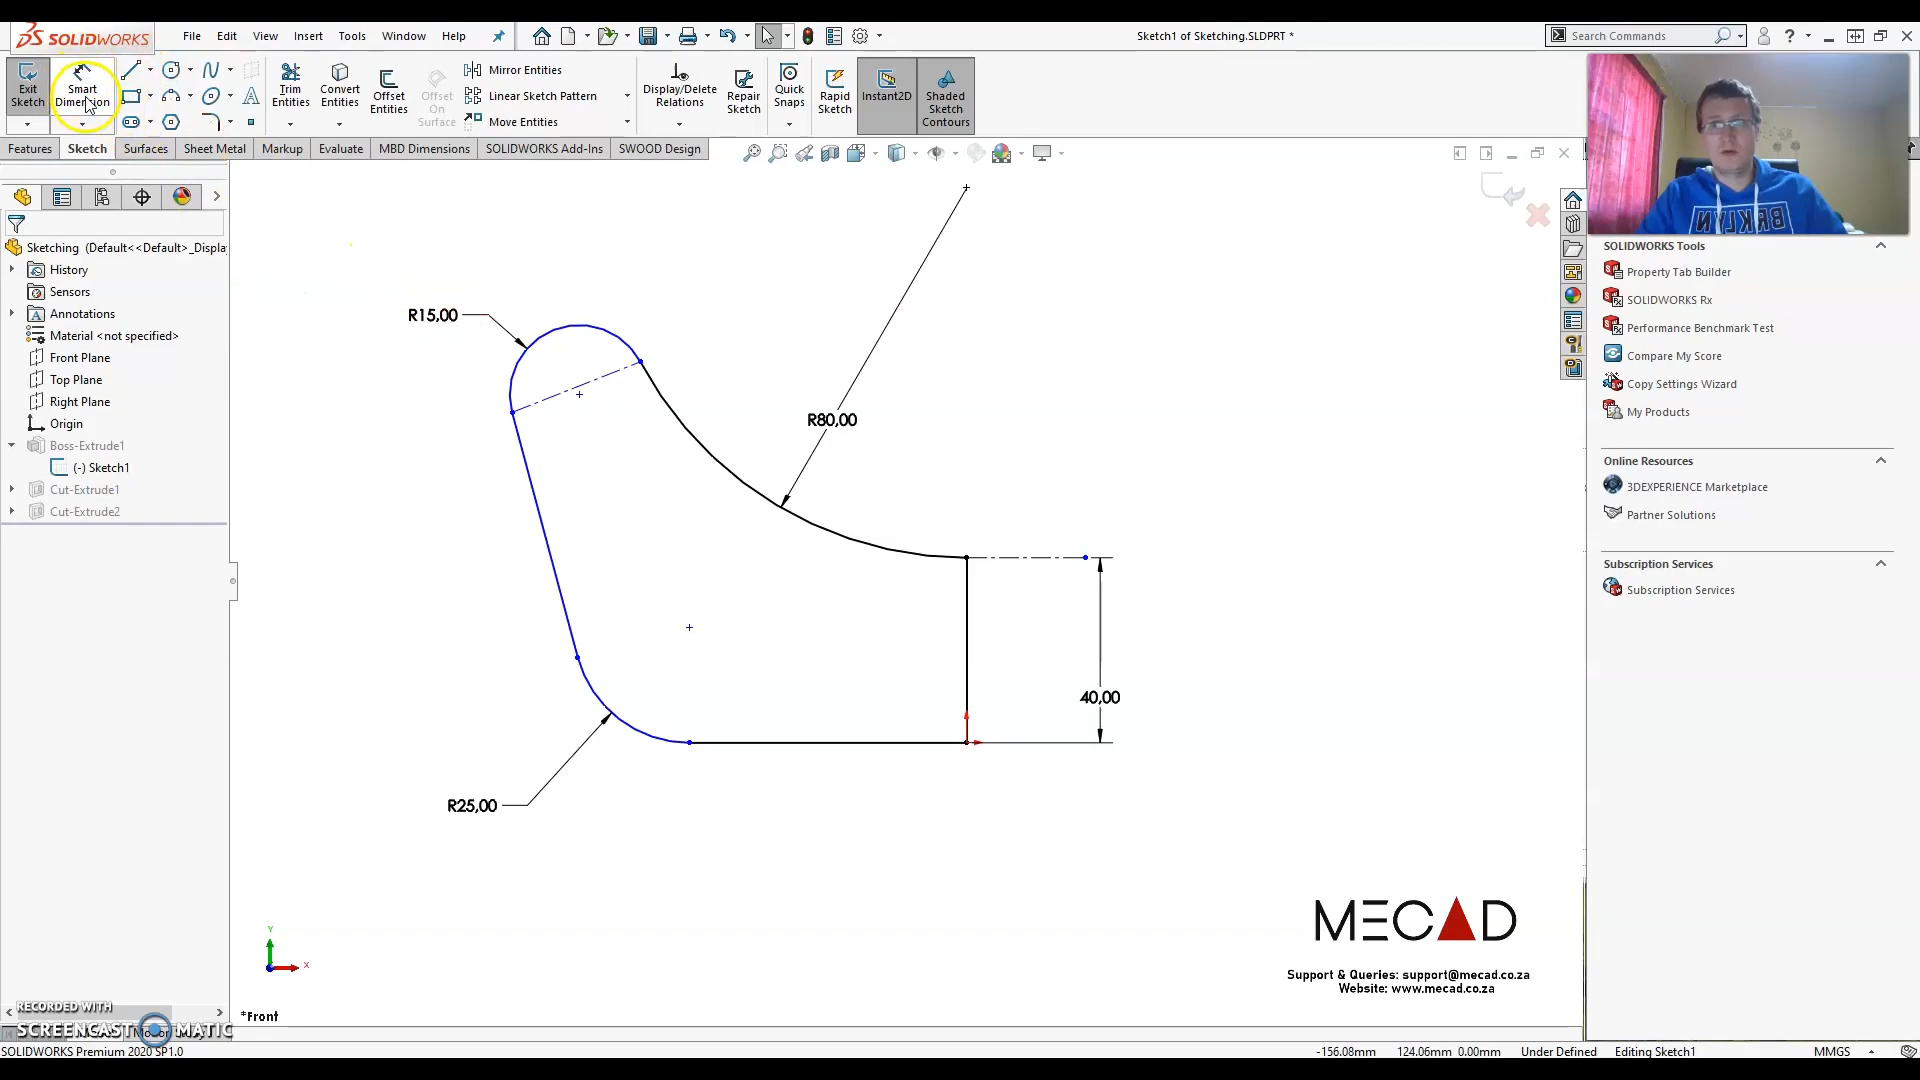 SOLIDWORKS
File Edit View Insert Tools Window Help
Sketch1 of Sketching.SLDPRT *
Search Commands
Exit Sketch
Smart Dimension
Trim Entities
Convert Entities
Offset Entities
Offset On Surface
Mirror Entities
Linear Sketch Pattern
Move Entities
Display/Delete Relations
Repair Sketch
Quick Snaps
Rapid Sketch
Instant2D
Shaded Sketch Contours
Features Sketch Surfaces Sheet Metal Markup Evaluate MBD Dimensions SOLIDWORKS Add-Ins SWOOD Design
Sketching (Default<<Default>_Displa
History
Sensors
Annotations
Material <not specified>
Front Plane
Top Plane
Right Plane
Origin
Boss-Extrude1
(-) Sketch1
Cut-Extrude1
Cut-Extrude2
R15,00
R80,00
40,00
R25,00
Y
X
*Front
MECAD
Support & Queries: support@mecad.co.za
Website: www.mecad.co.za
SOLIDWORKS Tools
Property Tab Builder
SOLIDWORKS Rx
Performance Benchmark Test
Compare My Score
Copy Settings Wizard
My Products
Online Resources
3DEXPERIENCE Marketplace
Partner Solutions
Subscription Services
Subscription Services
RECORDED WITH
SCREENCAST MATIC
SOLIDWORKS Premium 2020 SP1.0
-156.08mm 124.06mm 0.00mm Under Defined Editing Sketch1 MMGS